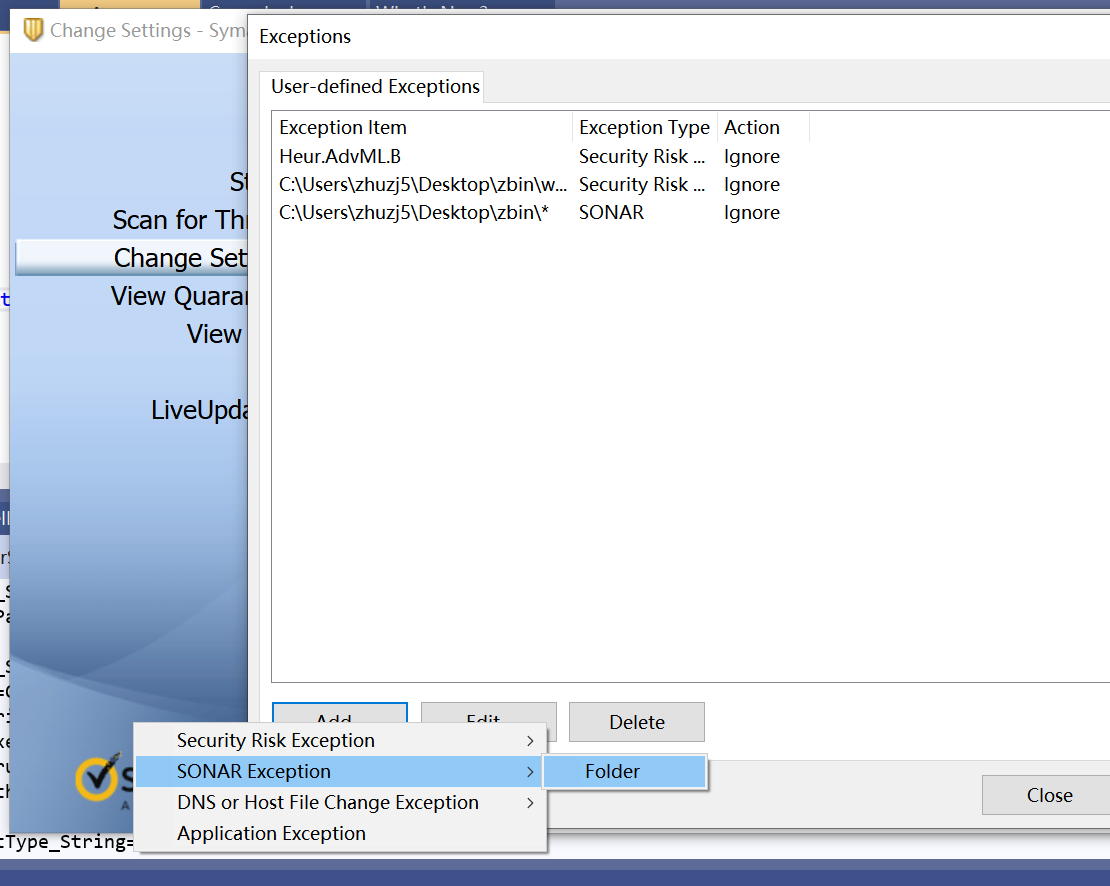 Change Settings - Sym
Exceptions
User-defined Exceptions
Exception Item Exception Type Action
Heur.AdvML.B Security Risk ... Ignore
C:\Users\zhuzj5\Desktop\zbin\w... Security Risk ... Ignore
C:\Users\zhuzj5\Desktop\zbin\* SONAR Ignore
St
Scan for Thr
Change Set
View Quaran
View
LiveUpda
Add Edit Delete
Security Risk Exception
SONAR Exception
Folder
DNS or Host File Change Exception
Application Exception
Close
tType_String=